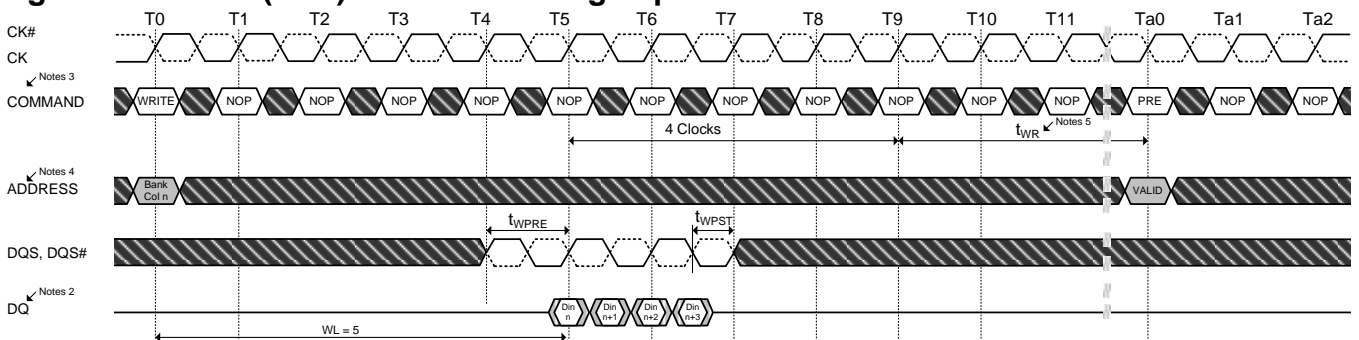 T0 T1 T2 T3 T4 T5 T6 T7 T8 T9 T10 T11 Ta0 Ta1 Ta2
CK#
CK
Notes 3
COMMAND WRITE NOP NOP NOP NOP NOP NOP NOP NOP NOP NOP NOP PRE NOP NOP
4 Clocks tWR Notes 5
Notes 4
ADDRESS Bank Col n VALID
tWPRE tWPST
DQS, DQS#
Notes 2
DQ Din n Din n+1 Din n+2 Din n+3
WL = 5